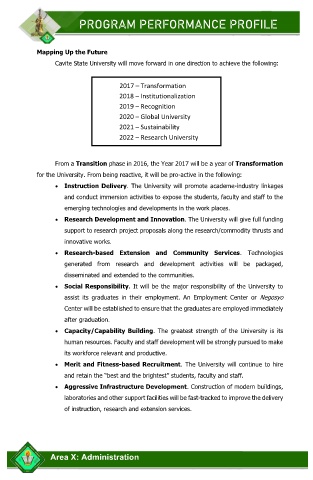 PROGRAM PERFORMANCE PROFILE
Mapping Up the Future
Cavite State University will move forward in one direction to achieve the following:
2017 – Transformation
2018 – Institutionalization
2019 – Recognition
2020 – Global University
2021 – Sustainability
2022 – Research University
From a Transition phase in 2016, the Year 2017 will be a year of Transformation
for the University. From being reactive, it will be pro-active in the following:
• Instruction Delivery. The University will promote academe-industry linkages
and conduct immersion activities to expose the students, faculty and staff to the
emerging technologies and developments in the work places.
• Research Development and Innovation. The University will give full funding
support to research project proposals along the research/commodity thrusts and
innovative works.
• Research-based Extension and Community Services. Technologies
generated from research and development activities will be packaged,
disseminated and extended to the communities.
• Social Responsibility. It will be the major responsibility of the University to
assist its graduates in their employment. An Employment Center or Negosyo
Center will be established to ensure that the graduates are employed immediately
after graduation.
• Capacity/Capability Building. The greatest strength of the University is its
human resources. Faculty and staff development will be strongly pursued to make
its workforce relevant and productive.
• Merit and Fitness-based Recruitment. The University will continue to hire
and retain the "best and the brightest" students, faculty and staff.
• Aggressive Infrastructure Development. Construction of modern buildings,
laboratories and other support facilities will be fast-tracked to improve the delivery
of instruction, research and extension services.
Area X: Administration